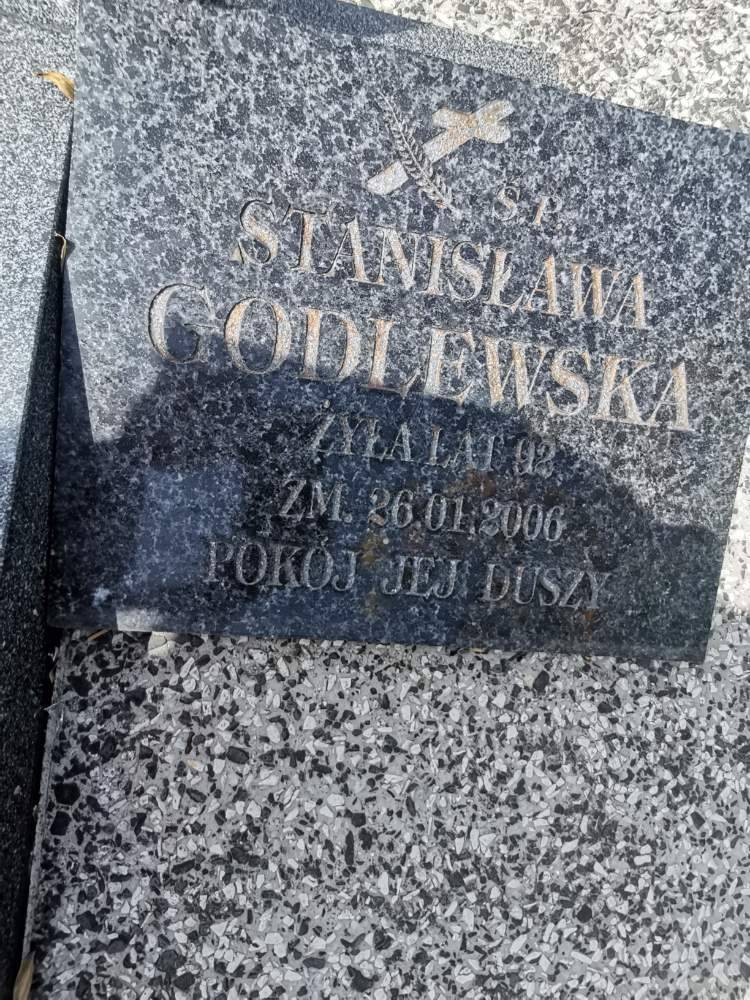 Ś.P.
STANISŁAWA
GODLEWSKA
ŻYŁA LAT 92
ZM. 26.01.2006
POKÓJ JEJ DUSZY